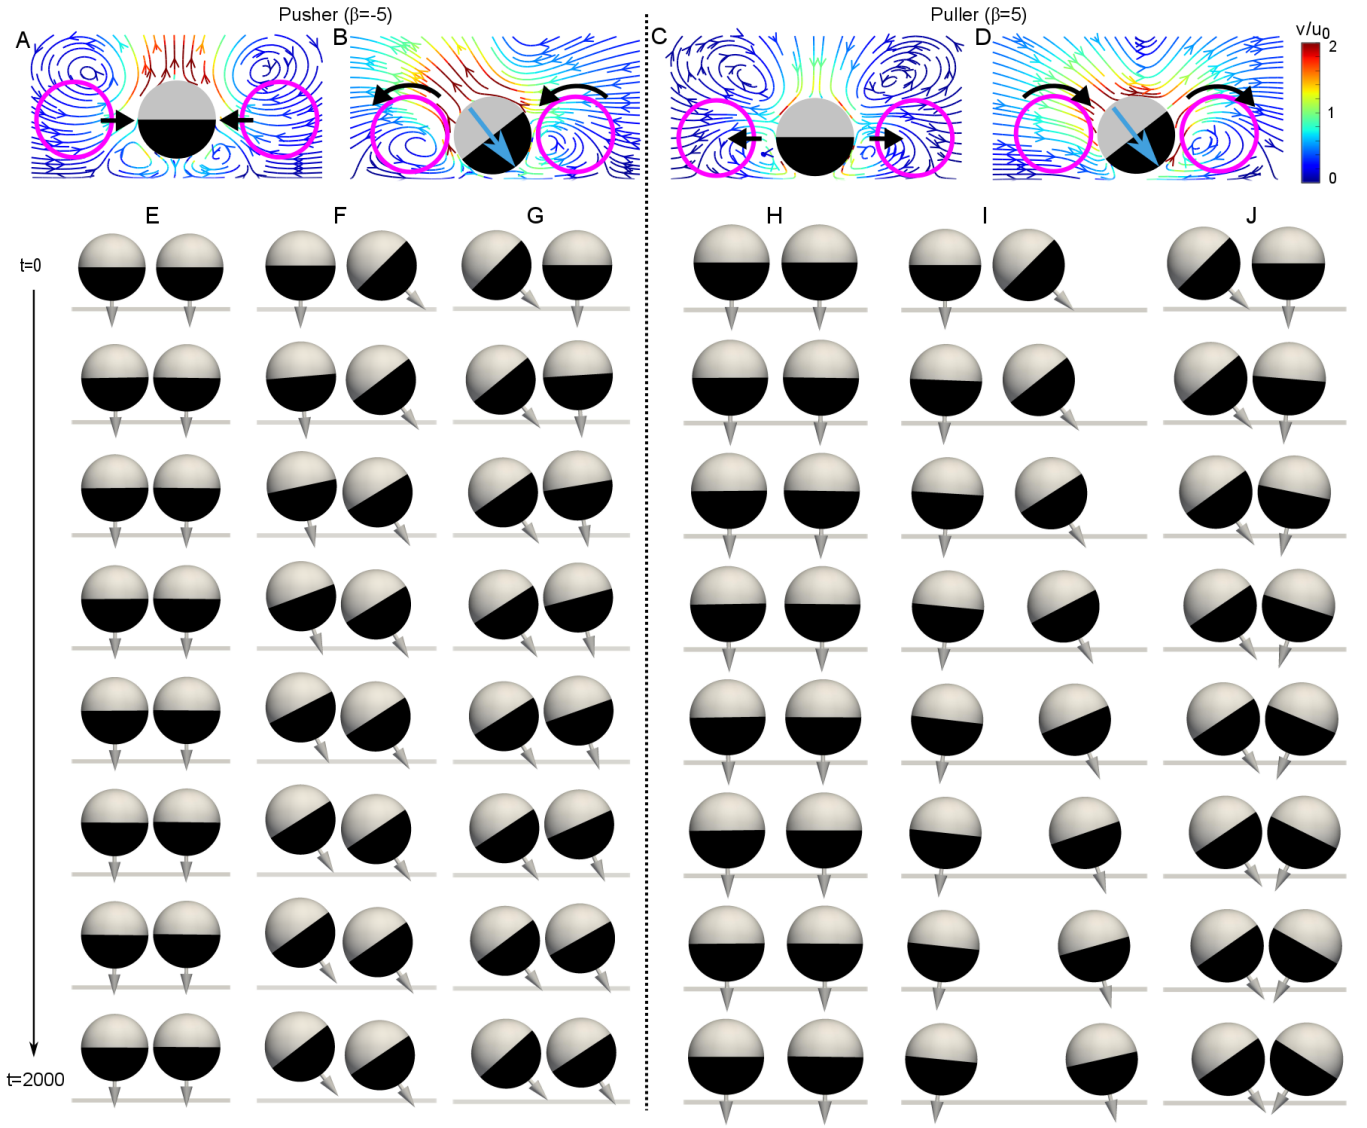 Pusher (β=-5)
Puller (β=5)
A
B
C
D
v/u0
2
1
0
E
F
G
H
I
J
t=0
t=2000